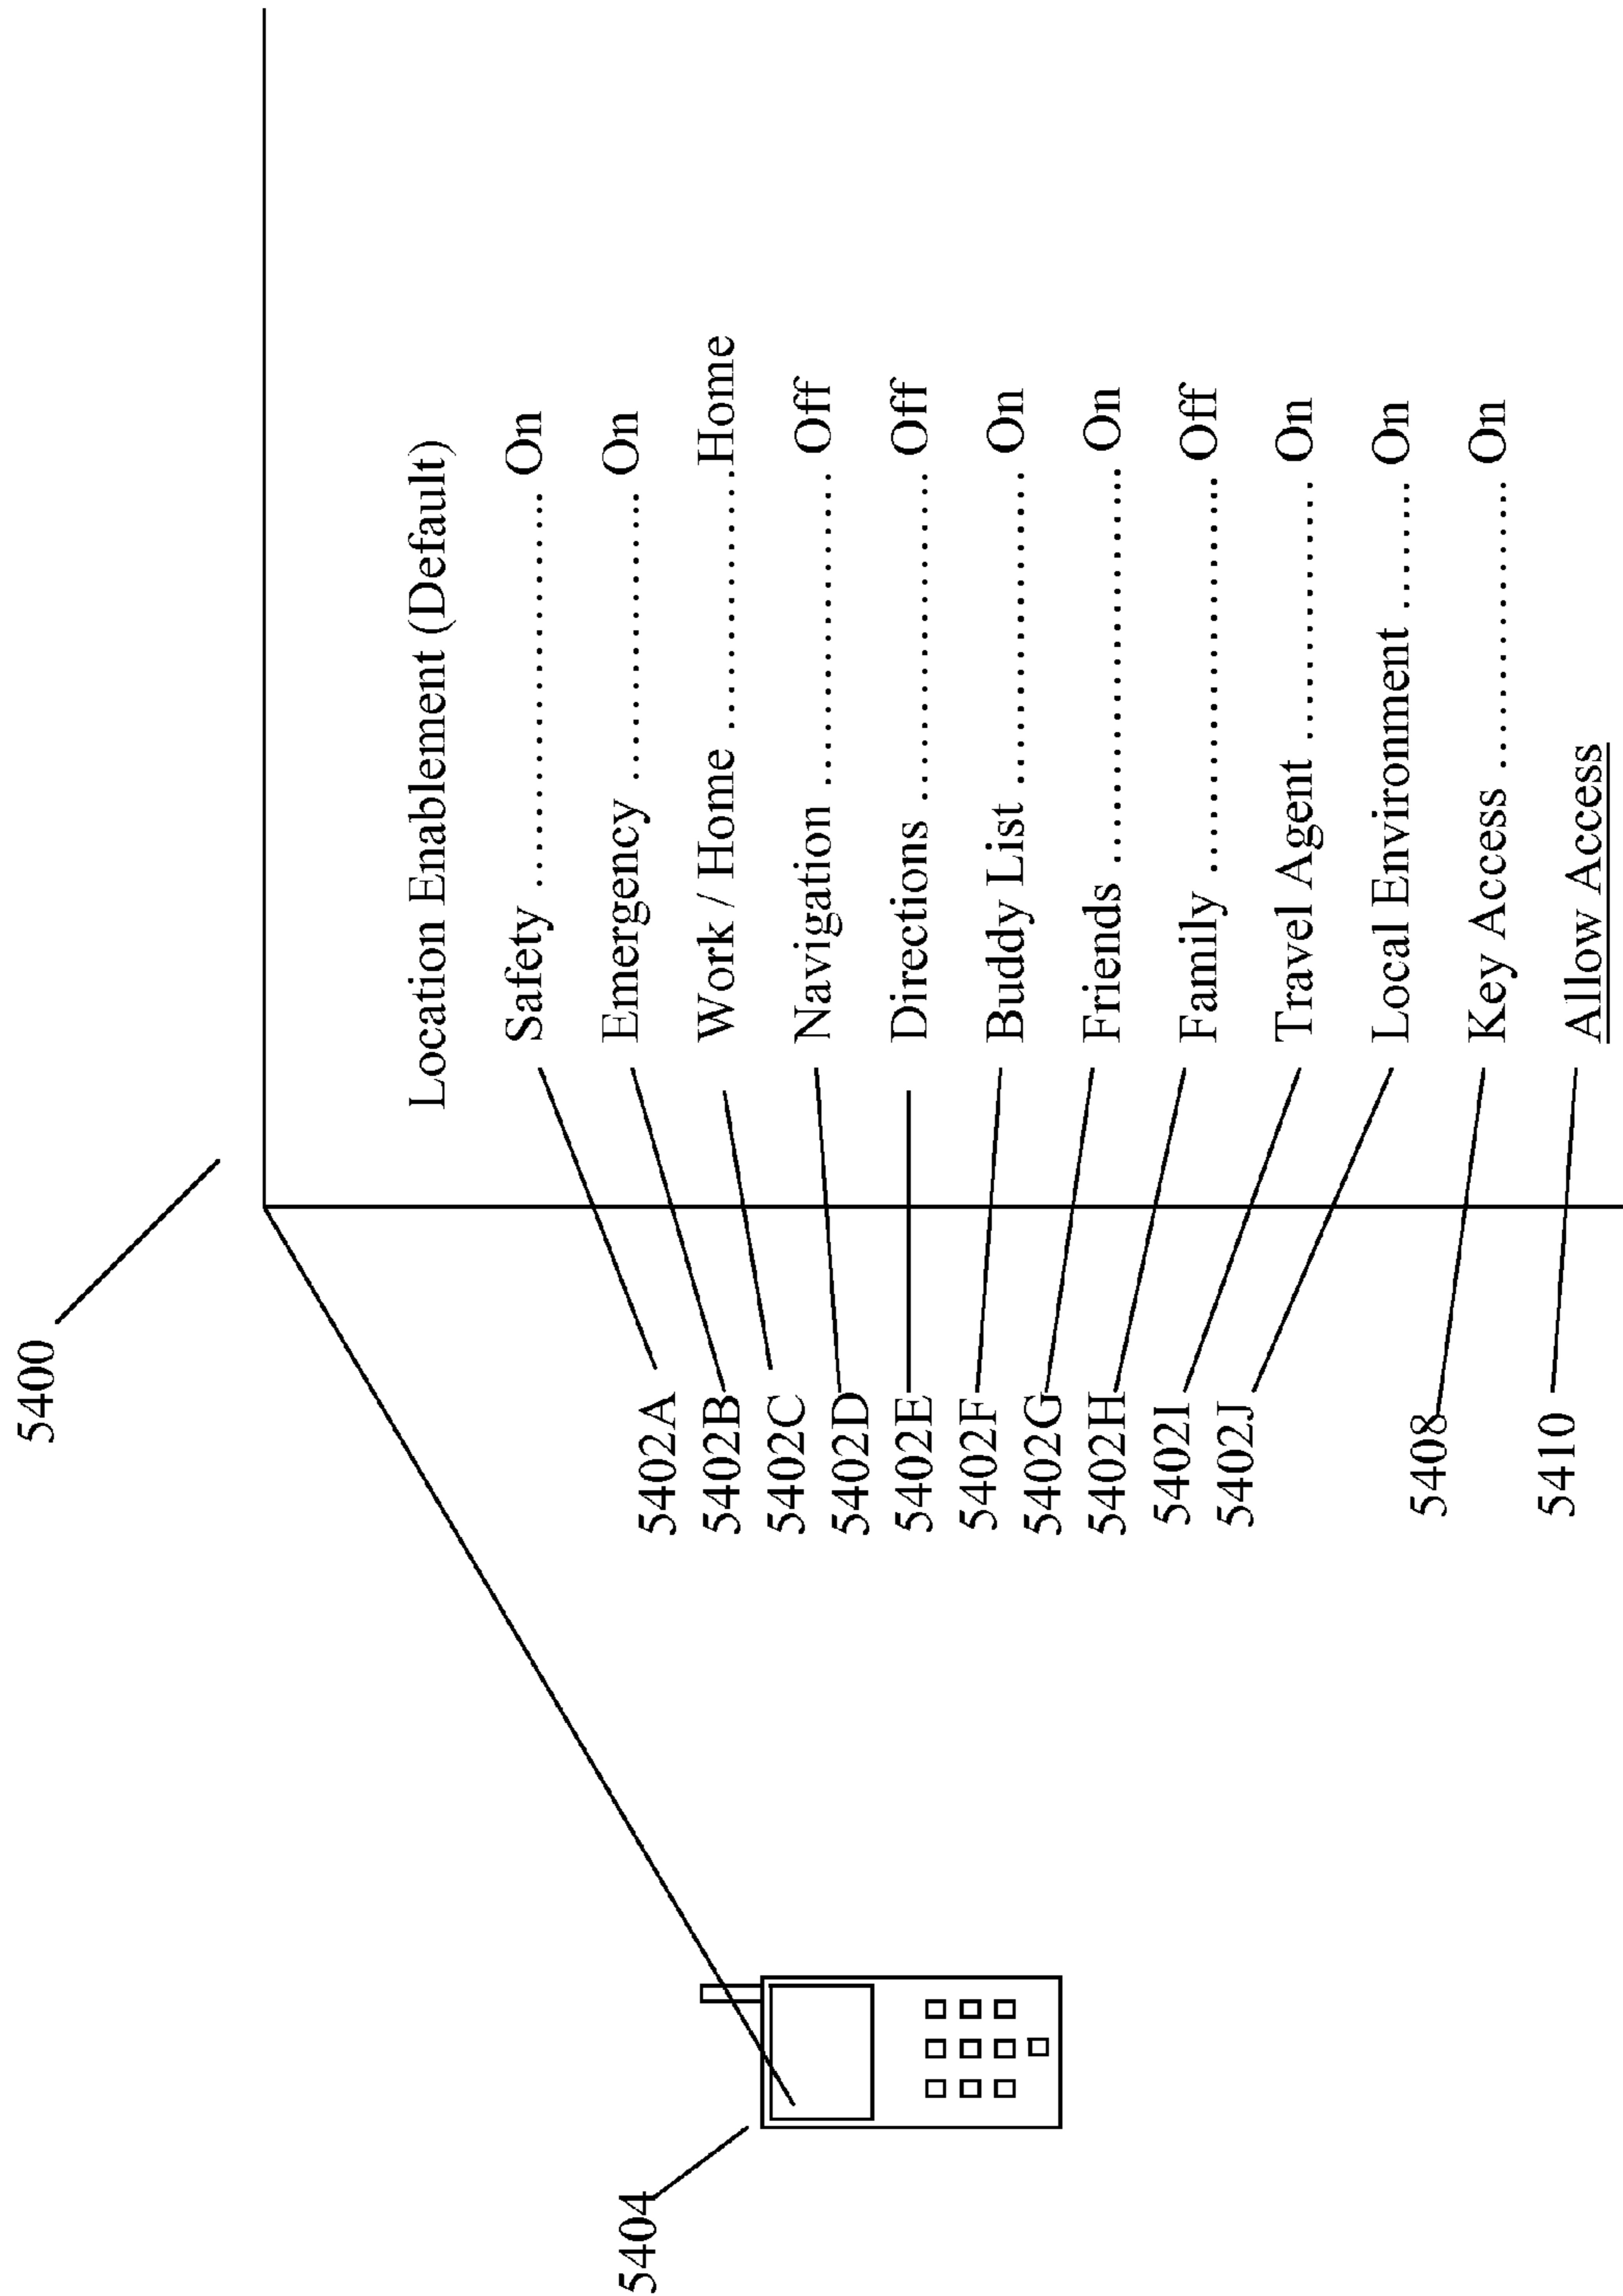 5400
Location Enablement (Default)
5402A Safety .................................. On
5402B Emergency ......................... On
5402C Work / Home ...................... Home
5402D Navigation .......................... Off
5402E Directions ............................ Off
5402F Buddy List .......................... On
5402G Friends ................................. On
5402H Family ................................. Off
5402I Travel Agent ...................... On
5402J Local Environment ........... On
5408 Key Access ......................... On
5410 Allow Access
5404